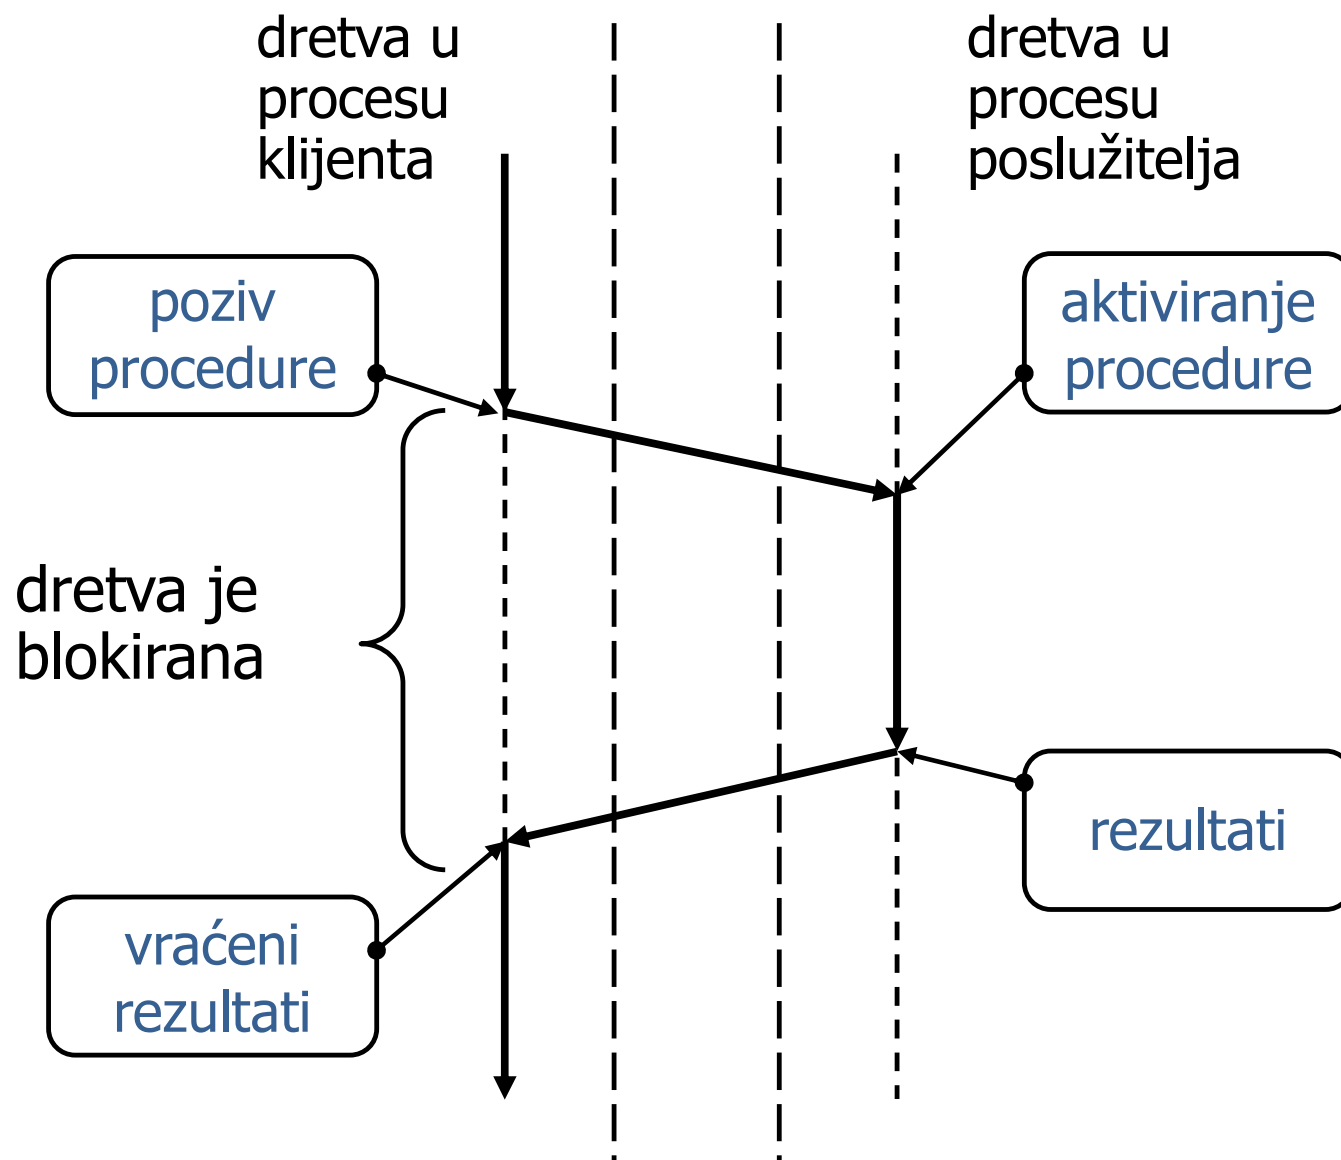 dretva u
procesu
klijenta
dretva u
procesu
poslužitelja
poziv
procedure
aktiviranje
procedure
dretva je
blokirana
rezultati
vraćeni
rezultati